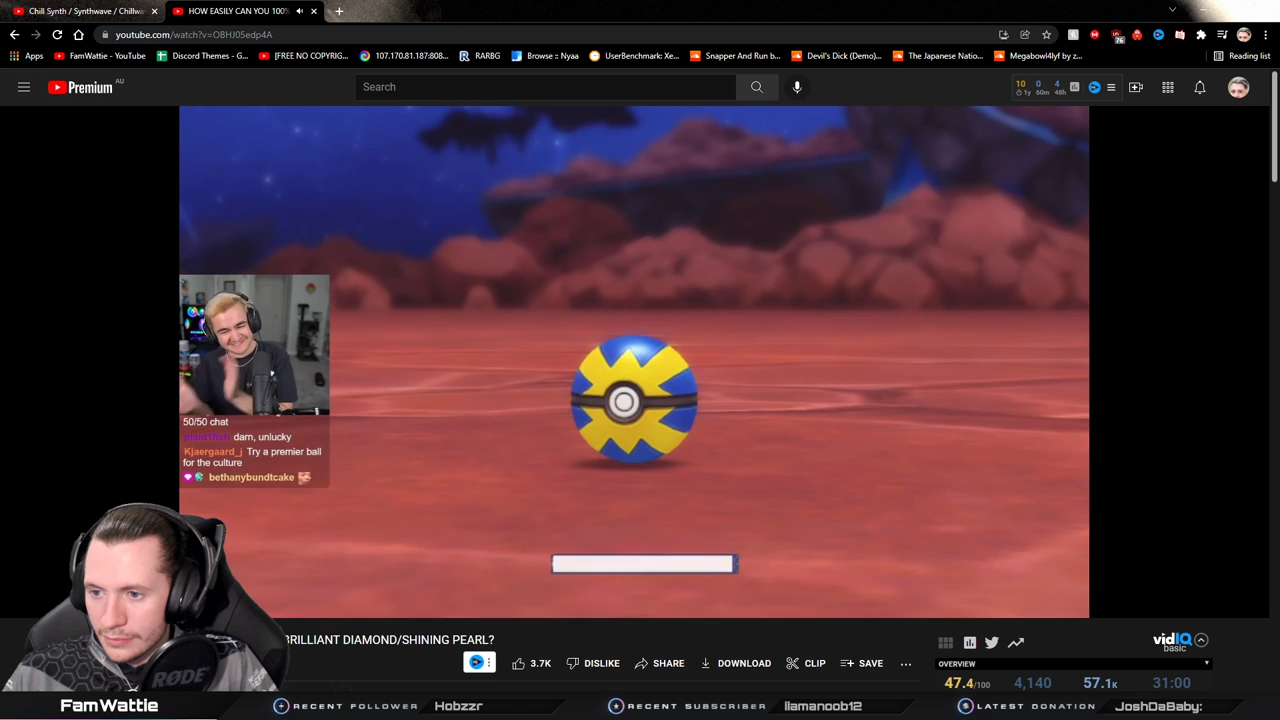 Chill Synth / Synthwave / Chillwa
HOW EASILY CAN YOU 100%
youtube.com/watch?v=OBHJ05edp4A
Apps
FamWattie - YouTube
Discord Themes - G...
[FREE NO COPYRIG...
107.170.81.187:808...
RARBG
Browse :: Nyaa
UserBenchmark: Xe...
Snapper And Run b...
Devil's Dick (Demo)...
The Japanese Natio...
Megabowl4lyf by z...
Reading list
Premium AU
Search
10 0 4
1y 60m 48h
50/50 chat
plant1fish darn, unlucky
Kjaergaard_j Try a premier ball
for the culture
bethanybundtcake
BRILLIANT DIAMOND/SHINING PEARL?
3.7K DISLIKE SHARE DOWNLOAD CLIP SAVE ...
vidIQ
basic
OVERVIEW
47.4/100 4,140 57.1K 31:00
RØDE
FamWattie
RECENT FOLLOWER Hobzzr
RECENT SUBSCRIBER llamanoob12
LATEST DONATION JoshDaBaby: